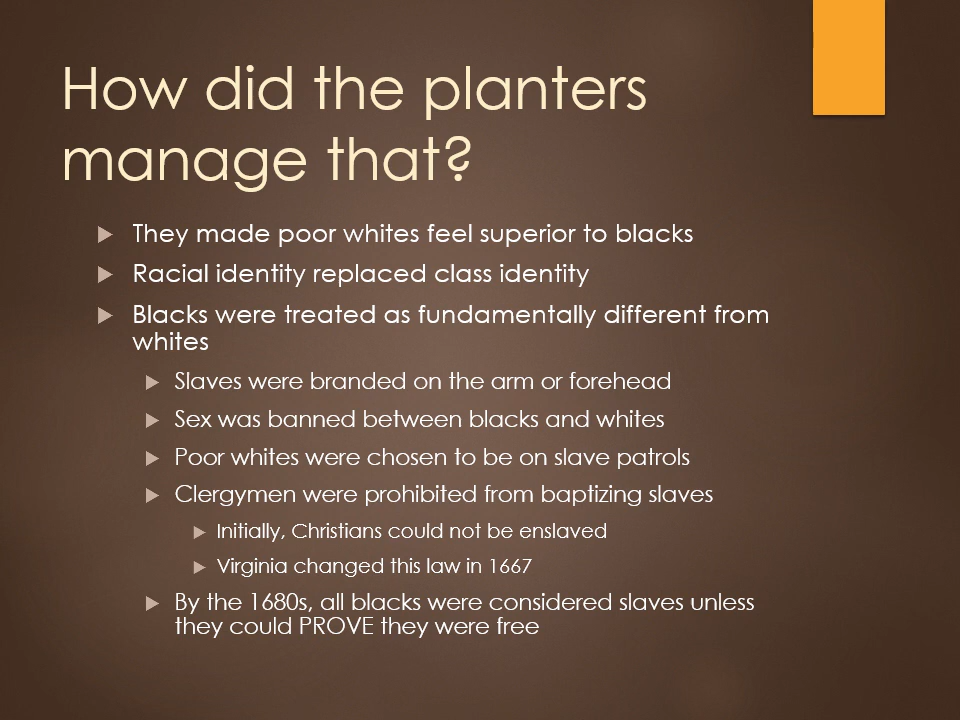 How did the planters
manage that?
They made poor whites feel superior to blacks
Racial identity replaced class identity
Blacks were treated as fundamentally different from
whites
Slaves were branded on the arm or forehead
Sex was banned between blacks and whites
Poor whites were chosen to be on slave patrols
Clergymen were prohibited from baptizing slaves
Initially, Christians could not be enslaved
Virginia changed this law in 1667
By the 1680s, all blacks were considered slaves unless
they could PROVE they were free